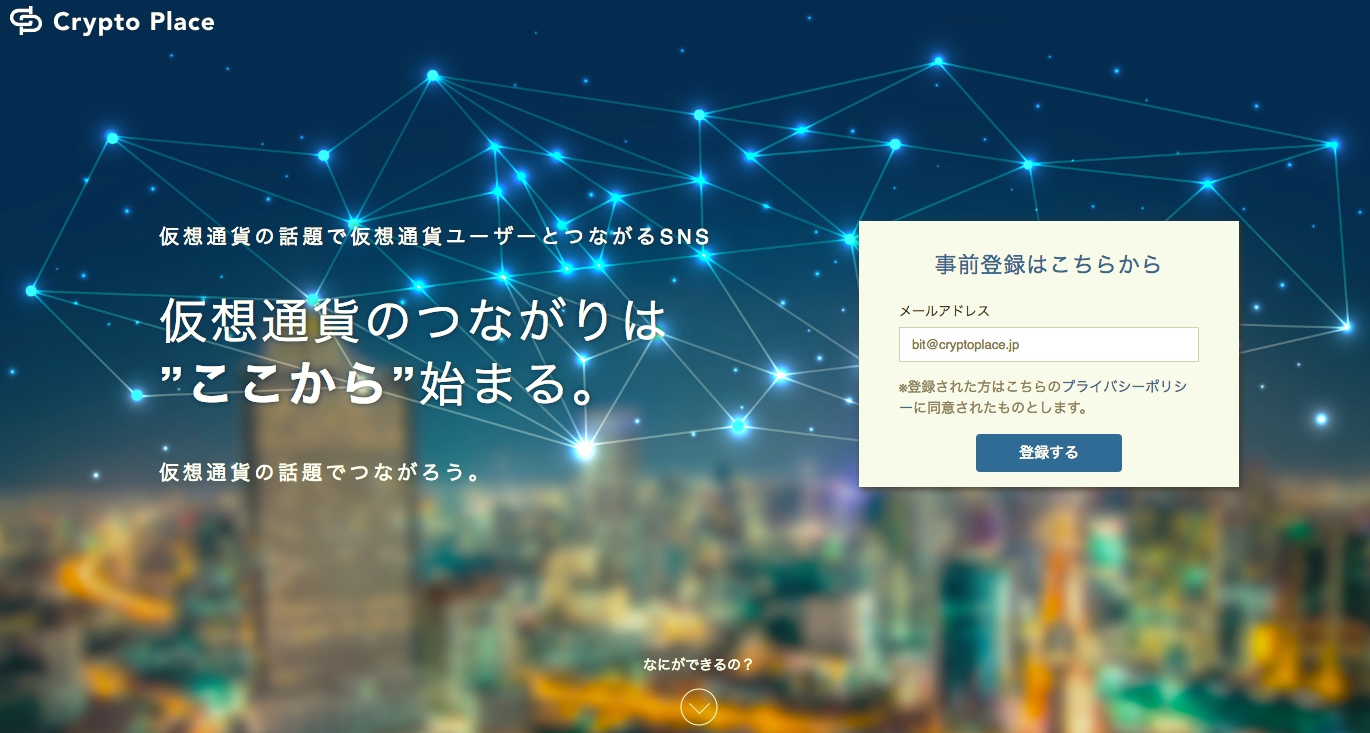 Crypto Place
仮想通貨の話題で仮想通貨ユーザーとつながるSNS
仮想通貨のつながりは
”ここから”始まる。
仮想通貨の話題でつながろう。
事前登録はこちらから
メールアドレス
bit@cryptoplace.jp
※登録された方はこちらのプライバシーポリシ
ーに同意されたものとします。
登録する
なにができるの？